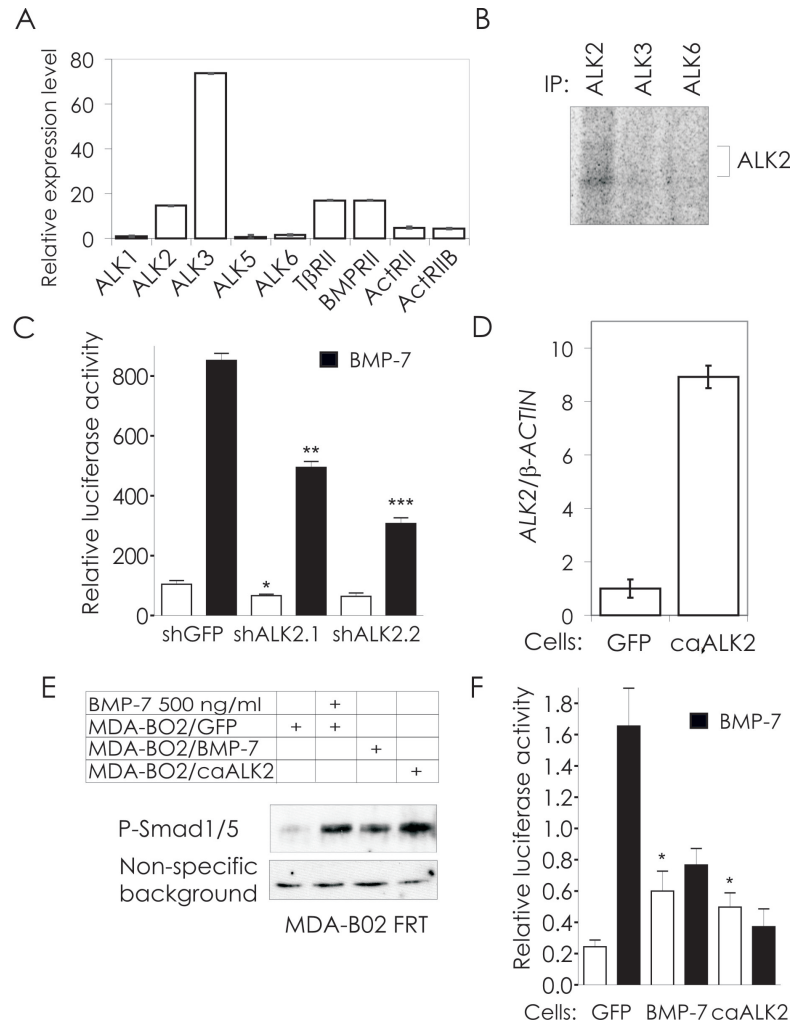 A
Relative expression level
80
60
40
20
0
ALK1
ALK2
ALK3
ALK5
ALK6
TβRII
BMPRII
ActRII
ActRIIB
B
IP:
ALK2
ALK3
ALK6
ALK2
C
Relative luciferase activity
800
600
400
200
0
BMP-7
*
**
***
shGFP shALK2.1 shALK2.2
D
ALK2/β-ACTIN
10
8
6
4
2
0
Cells: GFP caALK2
E
BMP-7 500 ng/ml +
MDA-BO2/GFP + +
MDA-BO2/BMP-7 +
MDA-BO2/caALK2 +
P-Smad1/5
Non-specific
background
MDA-B02 FRT
F
Relative luciferase activity
1.8
1.6
1.4
1.2
1.0
0.8
0.6
0.4
0.2
0.0
BMP-7
*
*
Cells: GFP BMP-7 caALK2